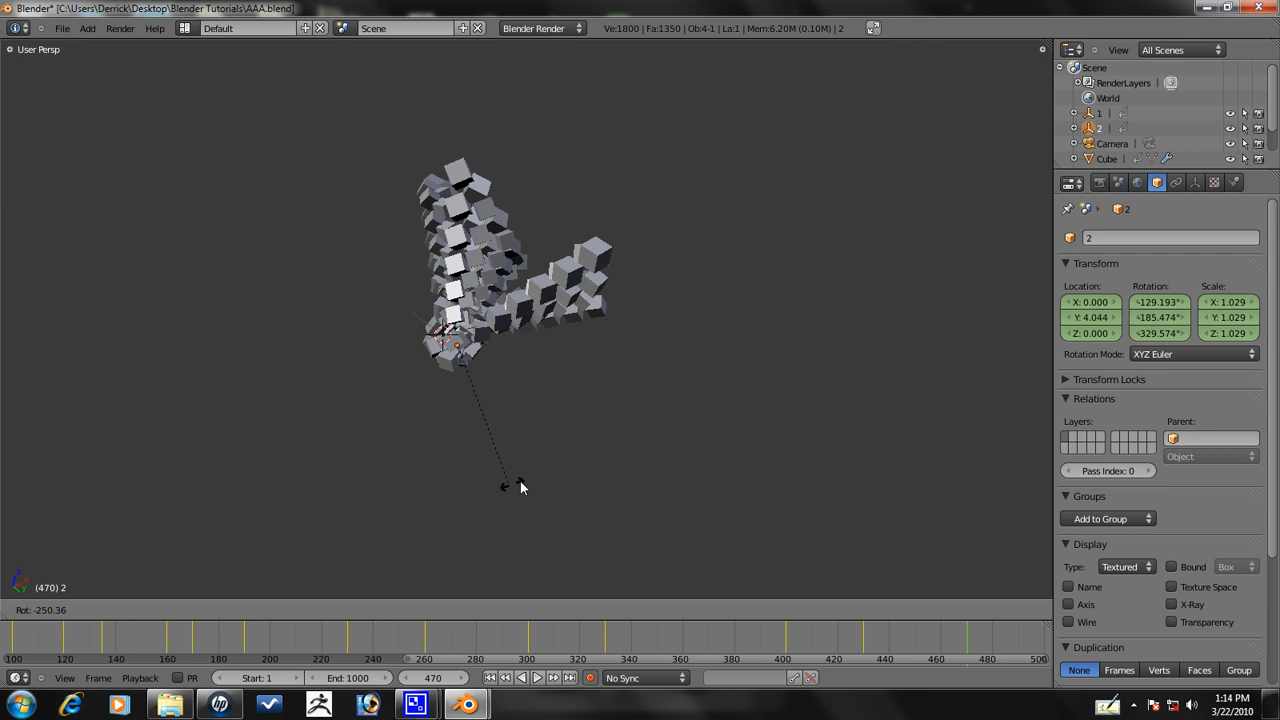 Blender* [C:\Users\Derrick\Desktop\Blender Tutorials\AAA.blend]
File Add Render Help Default Scene Blender Render Ve:1800 | Fa:1350 | Ob:4-1 | La:1 | Mem:6.20M (0.10M) | 2
User Persp
View All Scenes
Scene
RenderLayers
World
1
2
Camera
Cube
2
2
Transform
Location: Rotation: Scale:
X: 0.000 -129.193° X: 1.029
Y: 4.044 -185.474° Y: 1.029
Z: 0.000 -329.574° Z: 1.029
Rotation Mode: XYZ Euler
Transform Locks
Relations
Layers: Parent:
Object
Pass Index: 0
Groups
Add to Group
Display
Type: Textured Bound Box
Name Texture Space
Axis X-Ray
Wire Transparency
Duplication
None Frames Verts Faces Group
(470) 2
Rot: -250.36
100 120 140 160 180 200 220 240 260 280 300 320 340 360 380 400 420 440 460 480 500
View Frame Playback PR Start: 1 End: 1000 470 No Sync
1:14 PM
3/22/2010